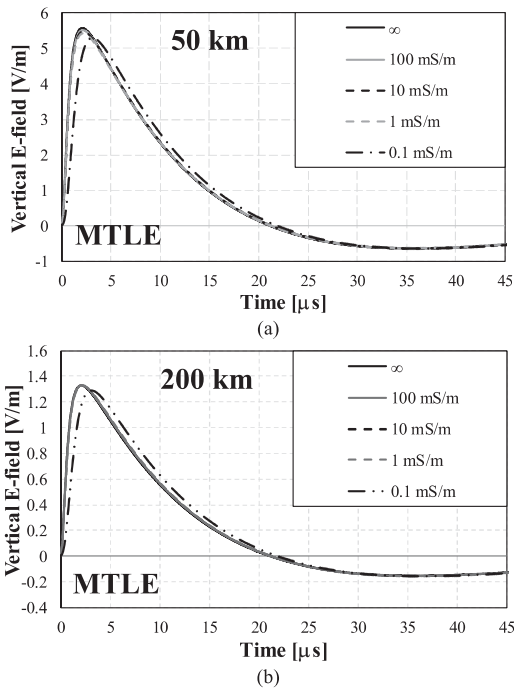 Vertical E-field [V/m]
6
5
4
3
2
1
0
-1
50 km
∞
100 mS/m
10 mS/m
1 mS/m
0.1 mS/m
MTLE
0 5 10 15 20 25 30 35 40 45
Time [μs]
(a)
Vertical E-field [V/m]
1.6
1.4
1.2
1
0.8
0.6
0.4
0.2
0
-0.2
-0.4
200 km
∞
100 mS/m
10 mS/m
1 mS/m
0.1 mS/m
MTLE
0 5 10 15 20 25 30 35 40 45
Time [μs]
(b)